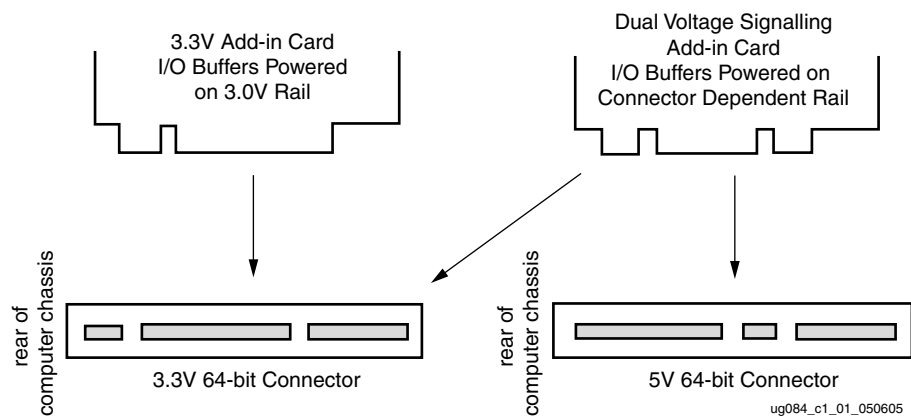 3.3V Add-in Card
I/O Buffers Powered
on 3.0V Rail
Dual Voltage Signalling
Add-in Card
I/O Buffers Powered on
Connector Dependent Rail
rear of
computer chassis
3.3V 64-bit Connector
rear of
computer chassis
5V 64-bit Connector
ug084_c1_01_050605